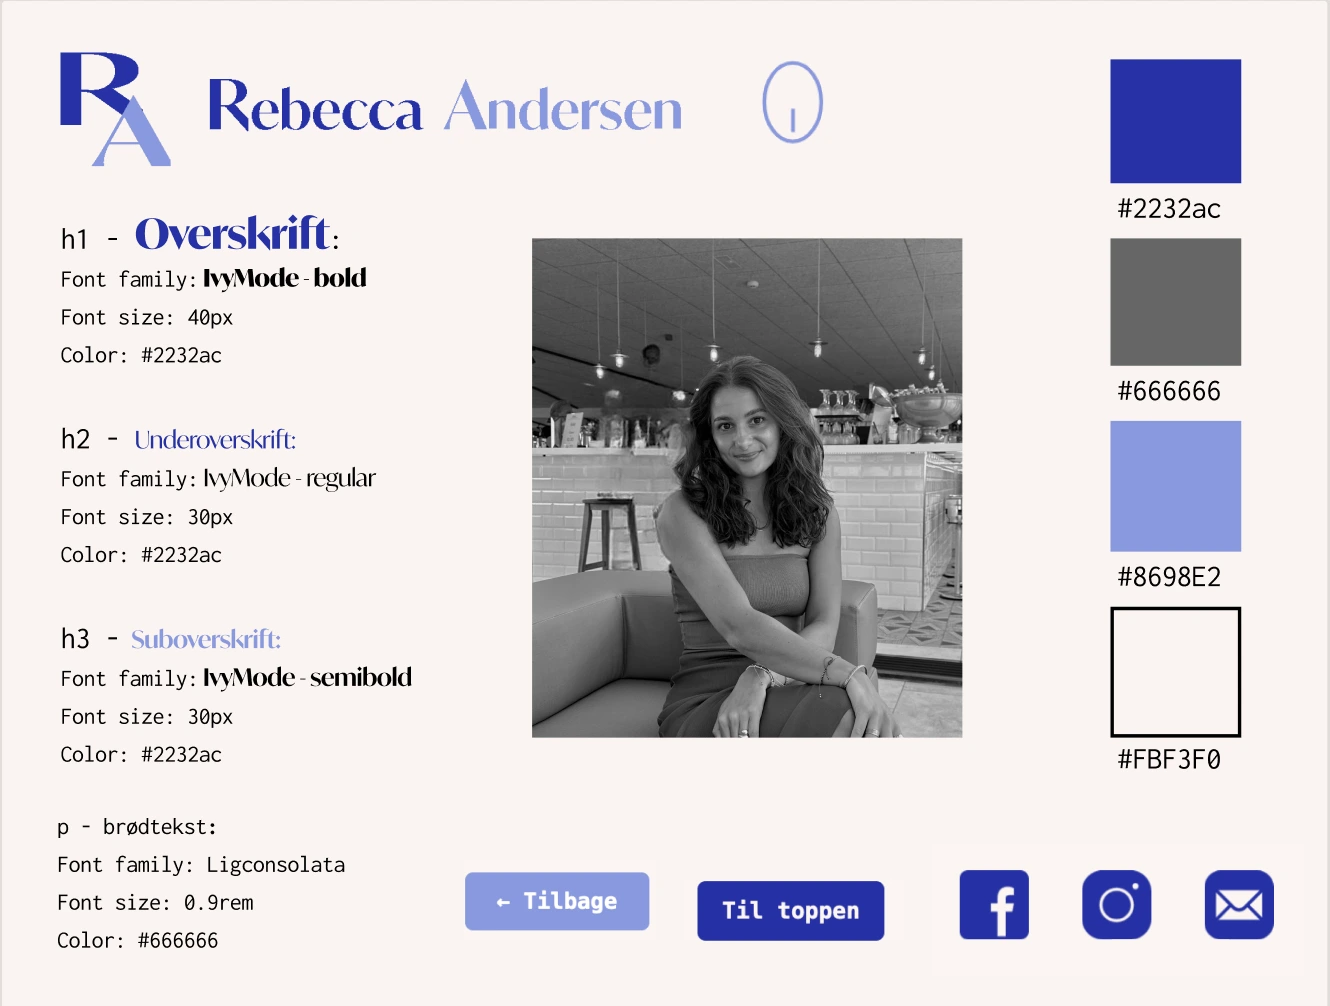 RA
Rebecca Andersen
h1 - Overskrift:
Font family: IvyMode - bold
Font size: 40px
Color: #2232ac
h2 - Underoverskrift:
Font family: IvyMode - regular
Font size: 30px
Color: #2232ac
h3 - Suboverskrift:
Font family: IvyMode - semibold
Font size: 30px
Color: #2232ac
p - brødtekst:
Font family: Ligconsolata
Font size: 0.9rem
Color: #666666
← Tilbage
Til toppen
f
#2232ac
#666666
#8698E2
#FBF3F0